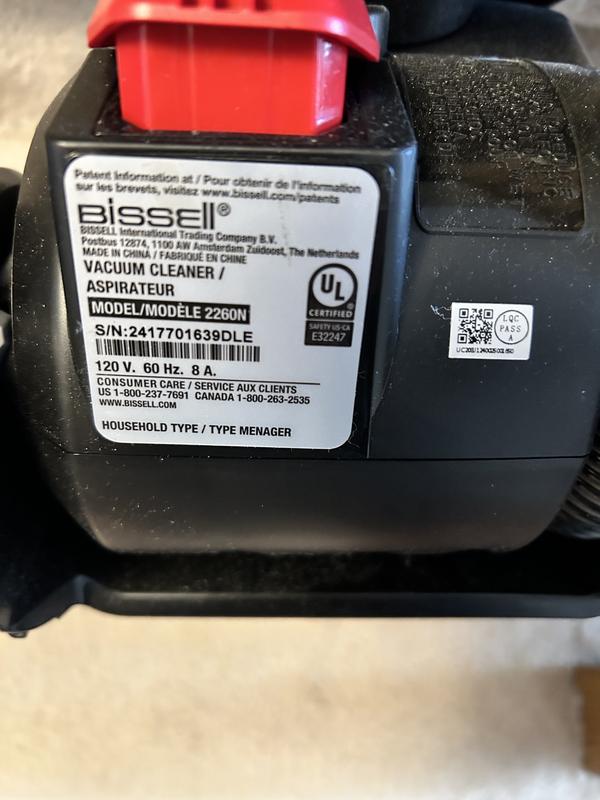 Patent Information at / Pour obtenir de l'information
sur les brevets, visitez www.bissell.com/patents
BISSELL®
BISSELL International Trading Company B.V.
Postbus 12874, 1100 AW Amsterdam Zuidoost, The Netherlands
MADE IN CHINA / FABRIQUÉ EN CHINE
VACUUM CLEANER /
ASPIRATEUR
MODEL/MODÈLE 2260N
S/N:2417701639DLE
120 V. 60 Hz. 8 A.
CONSUMER CARE / SERVICE AUX CLIENTS
US 1-800-237-7691 CANADA 1-800-263-2535
WWW.BISSELL.COM
HOUSEHOLD TYPE / TYPE MENAGER
UL
CERTIFIED
SAFETY US-CA
E32247
LQC
PASS
A